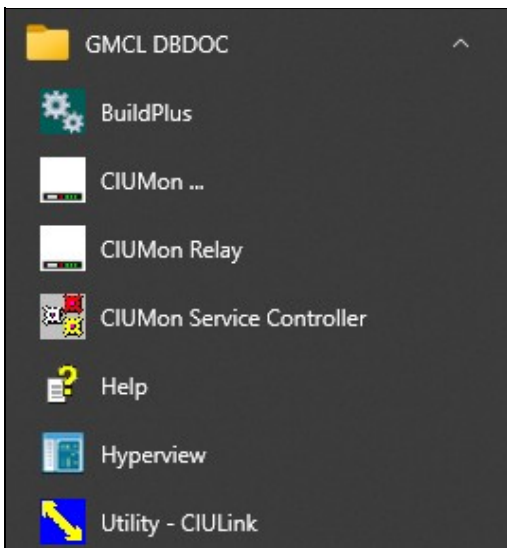 GMCL DBDOC
BuildPlus
CIUMon ...
CIUMon Relay
CIUMon Service Controller
Help
Hyperview
Utility - CIULink